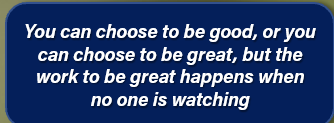 You can choose to be good, or you
can choose to be great, but the
work to be great happens when
no one is watching